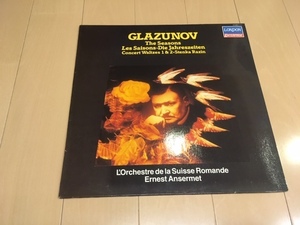 GLAZUNOV
The Seasons
Les Saisons·Die Jahreszeiten
Concert Waltzes 1 & 2·Stenka Razin
LONDON
L'Orchestre de la Suisse Romande
Ernest Ansermet